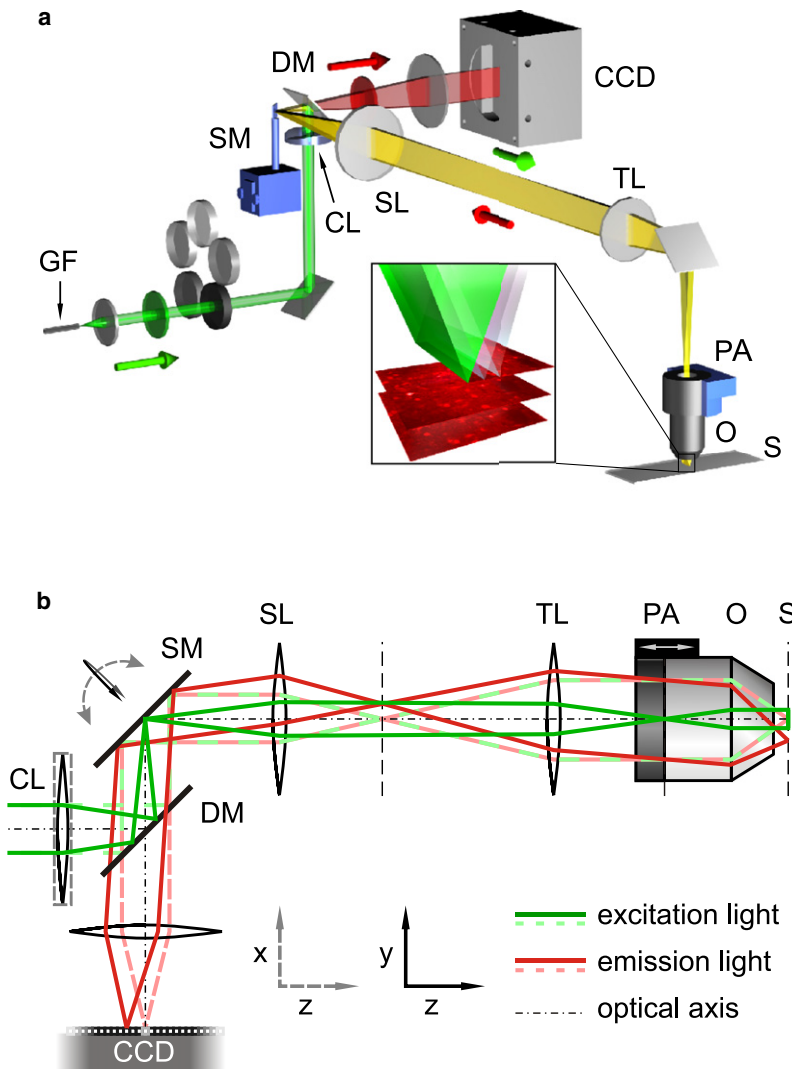 a
DM
CCD
SM
SL
TL
CL
GF
PA
O
S
b
SL
TL
PA
O
S
SM
CL
DM
x
z
y
z
excitation light
emission light
optical axis
CCD